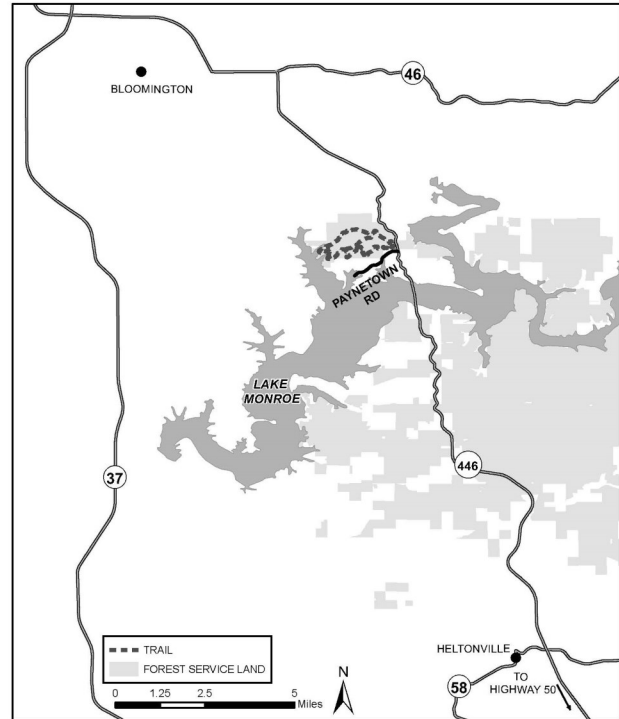 46
BLOOMINGTON
PAYNETOWN
RD
LAKE
MONROE
446
37
HELTONVILLE
TO
HIGHWAY 50
58
TRAIL
FOREST SERVICE LAND
N
0 1.25 2.5 5
Miles